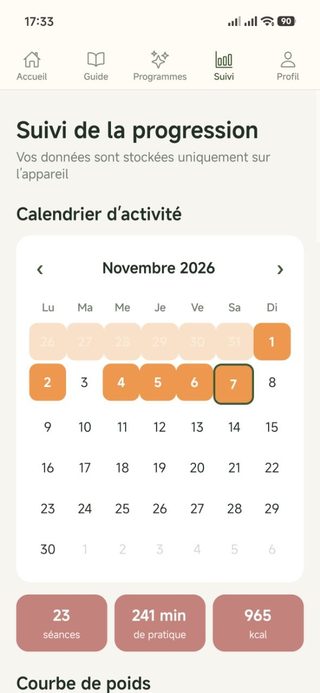 17:33
90
Accueil Guide Programmes Suivi Profil
Suivi de la progression
Vos données sont stockées uniquement sur
l'appareil
Calendrier d'activité
‹ Novembre 2026 ›
Lu Ma Me Je Ve Sa Di
26 27 28 29 30 31 1
2 3 4 5 6 7 8
9 10 11 12 13 14 15
16 17 18 19 20 21 22
23 24 25 26 27 28 29
30 1 2 3 4 5 6
23 241 min 965
séances de pratique kcal
Courbe de poids